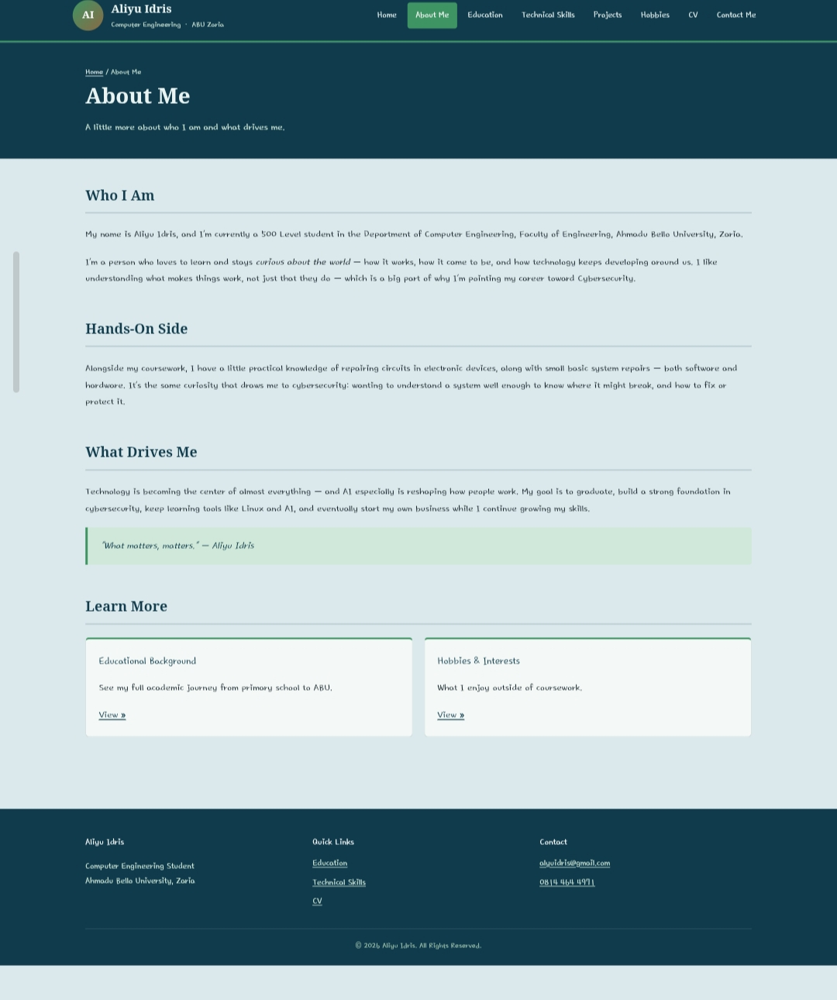 AI
Aliyu Idris
Computer Engineering · ABU Zaria
Home About Me Education Technical Skills Projects Hobbies CV Contact Me
Home / About Me
About Me
A little more about who I am and what drives me.
Who I Am
My name is Aliyu Idris, and I'm currently a 500 Level student in the Department of Computer Engineering, Faculty of Engineering, Ahmadu Bello University, Zaria.
I'm a person who loves to learn and stays curious about the world — how it works, how it came to be, and how technology keeps developing around us. I like
understanding what makes things work, not just that they do — which is a big part of why I'm pointing my career toward Cybersecurity.
Hands-On Side
Alongside my coursework, I have a little practical knowledge of repairing circuits in electronic devices, along with small basic system repairs — both software and
hardware. It's the same curiosity that draws me to cybersecurity: wanting to understand a system well enough to know where it might break, and how to fix or
protect it.
What Drives Me
Technology is becoming the center of almost everything — and AI especially is reshaping how people work. My goal is to graduate, build a strong foundation in
cybersecurity, keep learning tools like Linux and AI, and eventually start my own business while I continue growing my skills.
"What matters, matters." — Aliyu Idris
Learn More
Educational Background
See my full academic journey from primary school to ABU.
View »
Hobbies & Interests
What I enjoy outside of coursework.
View »
Aliyu Idris
Computer Engineering Student
Ahmadu Bello University, Zaria
Quick Links
Education
Technical Skills
CV
Contact
alyuidris@gmail.com
0814 464 4971
© 2026 Aliyu Idris. All Rights Reserved.